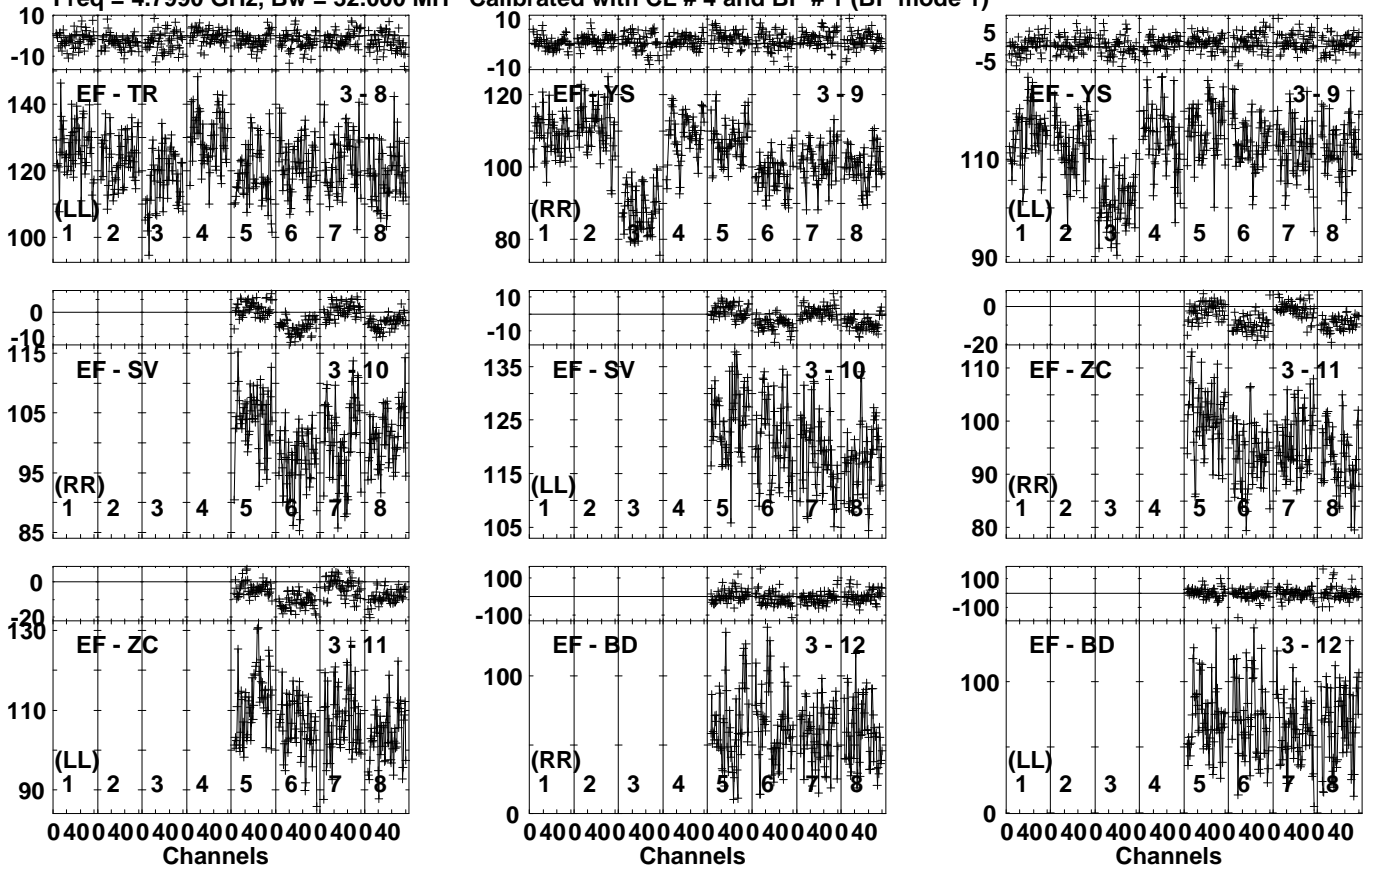 Freq = 4.7990 GHz, Bw = 32.000 MH Calibrated with CL # 4 and BP # 1 (BP mode 1)
10
-10
EF - TR 3 - 8
140
120
100
(LL)
1 2 3 4 5 6 7 8
10
-10
EF - YS 3 - 9
120
100
80
(RR)
1 2 3 4 5 6 7 8
5
-5
EF - YS 3 - 9
110
90
(LL)
1 2 3 4 5 6 7 8
0
-10
EF - SV 3 - 10
115
105
95
85
(RR)
1 2 3 4 5 6 7 8
10
-10
EF - SV 3 - 10
135
125
115
105
(LL)
1 2 3 4 5 6 7 8
0
-20
EF - ZC 3 - 11
110
100
90
80
(RR)
1 2 3 4 5 6 7 8
0
-20
EF - ZC 3 - 11
130
110
90
(LL)
1 2 3 4 5 6 7 8
100
-100
EF - BD 3 - 12
100
0
(RR)
1 2 3 4 5 6 7 8
100
-100
EF - BD 3 - 12
100
0
(LL)
1 2 3 4 5 6 7 8
0 40 0 40 0 40 0 40 0 40 0 40 0 40 0 40
Channels
0 40 0 40 0 40 0 40 0 40 0 40 0 40 0 40
Channels
0 40 0 40 0 40 0 40 0 40 0 40 0 40 0 40
Channels